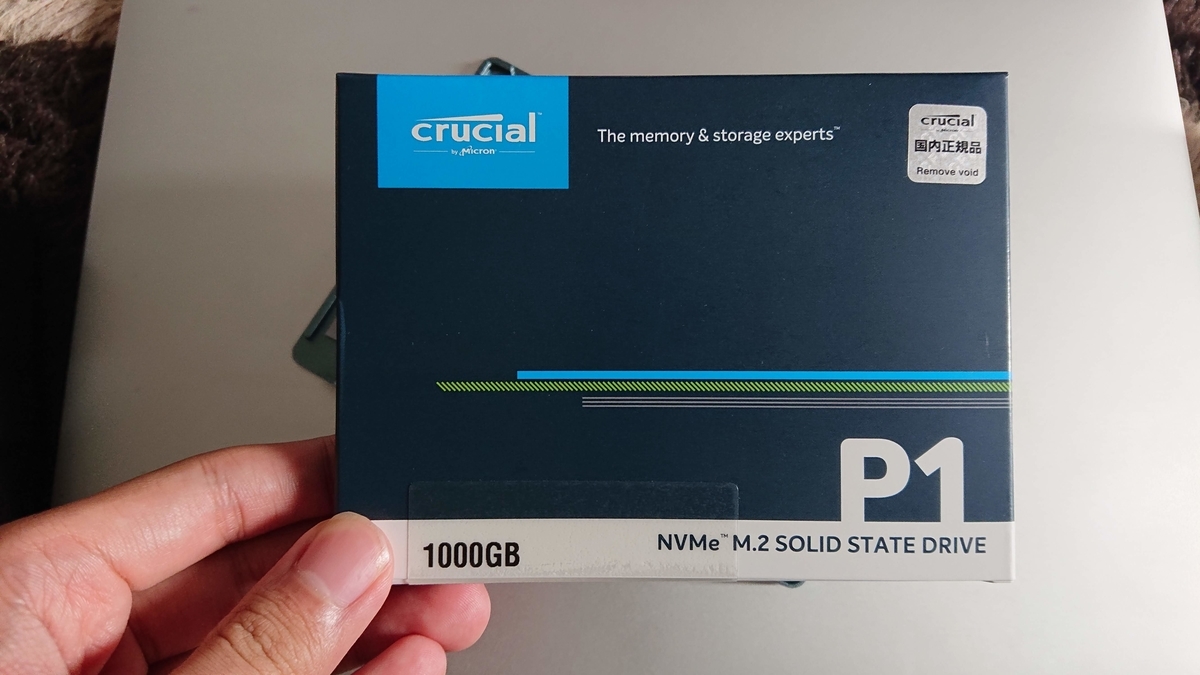 crucial™
by Micron®
The memory & storage experts™
crucial
by Micron
国内正規品
Remove void
P1
1000GB
NVMe™ M.2 SOLID STATE DRIVE